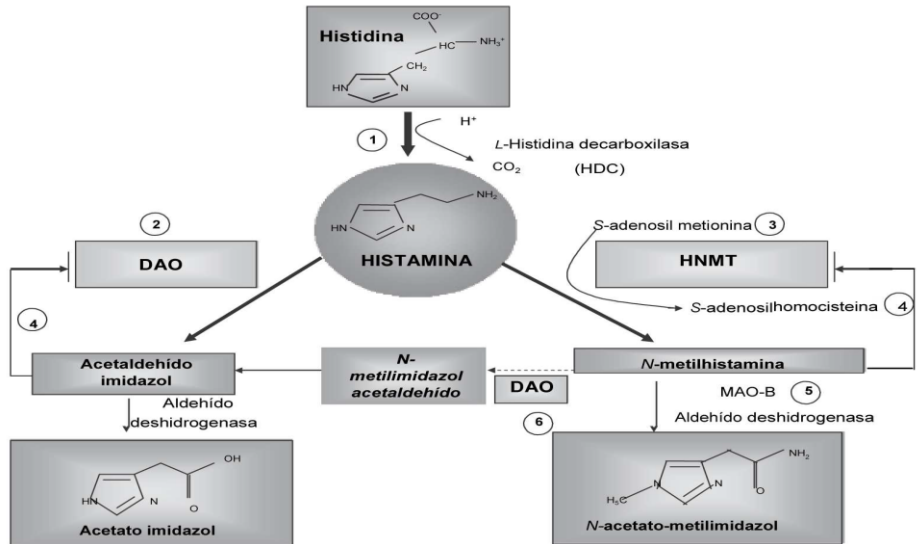 COO⁻
Histidina
HC
NH₃⁺
CH₂
HN
N
1
H⁺
L-Histidina decarboxilasa
CO₂
(HDC)
NH₂
HN
N
HISTAMINA
2
DAO
S-adenosil metionina
3
HNMT
S-adenosilhomocisteina
4
4
Acetaldehído
imidazol
N-
metilimidazol
acetaldehído
N-metilhistamina
DAO
6
MAO-B
5
Aldehído
deshidrogenasa
Aldehído deshidrogenasa
OH
O
HN
N
Acetato imidazol
NH₂
O
N
N
H₃C
N-acetato-metilimidazol